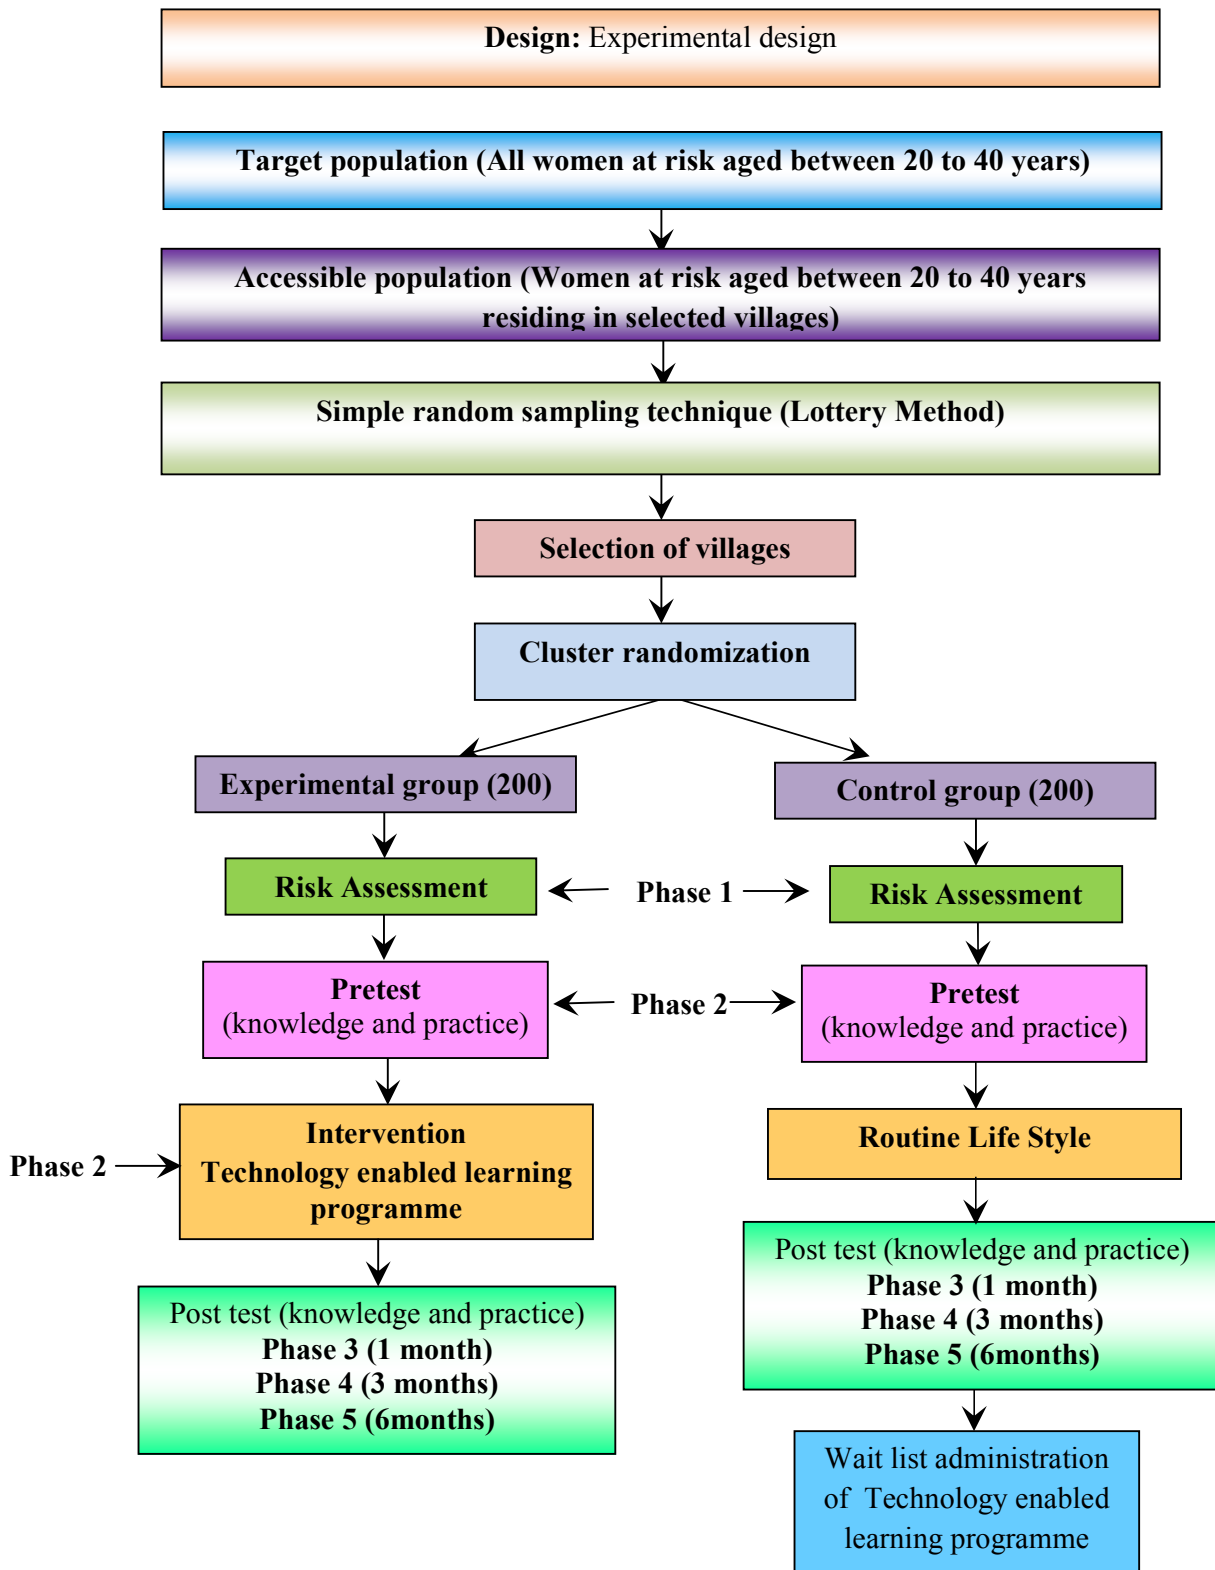 Design: Experimental design
Target population (All women at risk aged between 20 to 40 years)
Accessible population (Women at risk aged between 20 to 40 years
residing in selected villages)
Simple random sampling technique (Lottery Method)
Selection of villages
Cluster randomization
Experimental group (200)
Control group (200)
Risk Assessment
Phase 1
Risk Assessment
Pretest
(knowledge and practice)
Phase 2
Pretest
(knowledge and practice)
Phase 2
Intervention
Technology enabled learning
programme
Routine Life Style
Post test (knowledge and practice)
Phase 3 (1 month)
Phase 4 (3 months)
Phase 5 (6months)
Post test (knowledge and practice)
Phase 3 (1 month)
Phase 4 (3 months)
Phase 5 (6months)
Wait list administration
of Technology enabled
learning programme